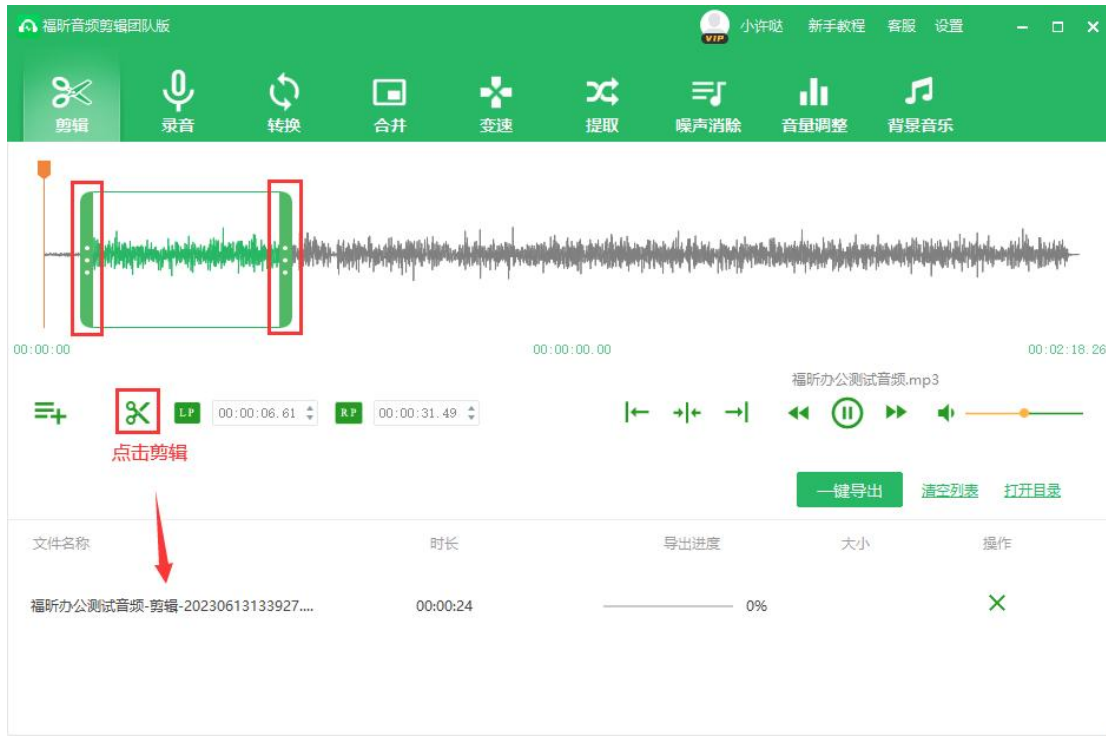 福昕音频剪辑团队版
VIP 小许哒 新手教程 客服 设置
剪辑 录音 转换 合并 变速 提取 噪声消除 音量调整 背景音乐
00:00:00 00:00:00.00 00:02:18.26
福昕办公测试音频.mp3
LP 00:00:06.61 RP 00:00:31.49
点击剪辑
一键导出 清空列表 打开目录
文件名称 时长 导出进度 大小 操作
福昕办公测试音频-剪辑-20230613133927.... 00:00:24 0%